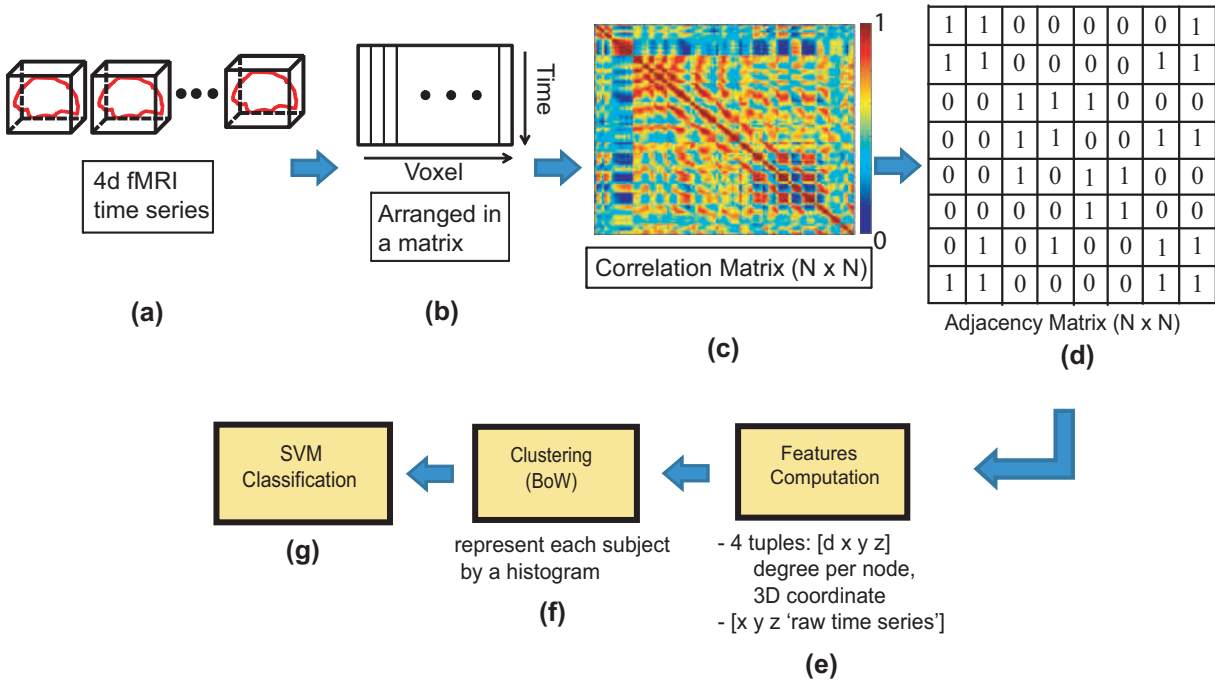 4d fMRI
time series
(a)
Time
Voxel
Arranged in
a matrix
(b)
1
0
Correlation Matrix (N x N)
(c)
1 1 0 0 0 0 0 1
1 1 0 0 0 0 1 1
0 0 1 1 1 0 0 0
0 0 1 1 0 0 1 1
0 0 1 0 1 1 0 0
0 0 0 0 1 1 0 0
0 1 0 1 0 0 1 1
1 1 0 0 0 0 1 1
Adjacency Matrix (N x N)
(d)
Features
Computation
- 4 tuples: [d x y z]
degree per node,
3D coordinate
- [x y z ‘raw time series’]
(e)
Clustering
(BoW)
represent each subject
by a histogram
(f)
SVM
Classification
(g)